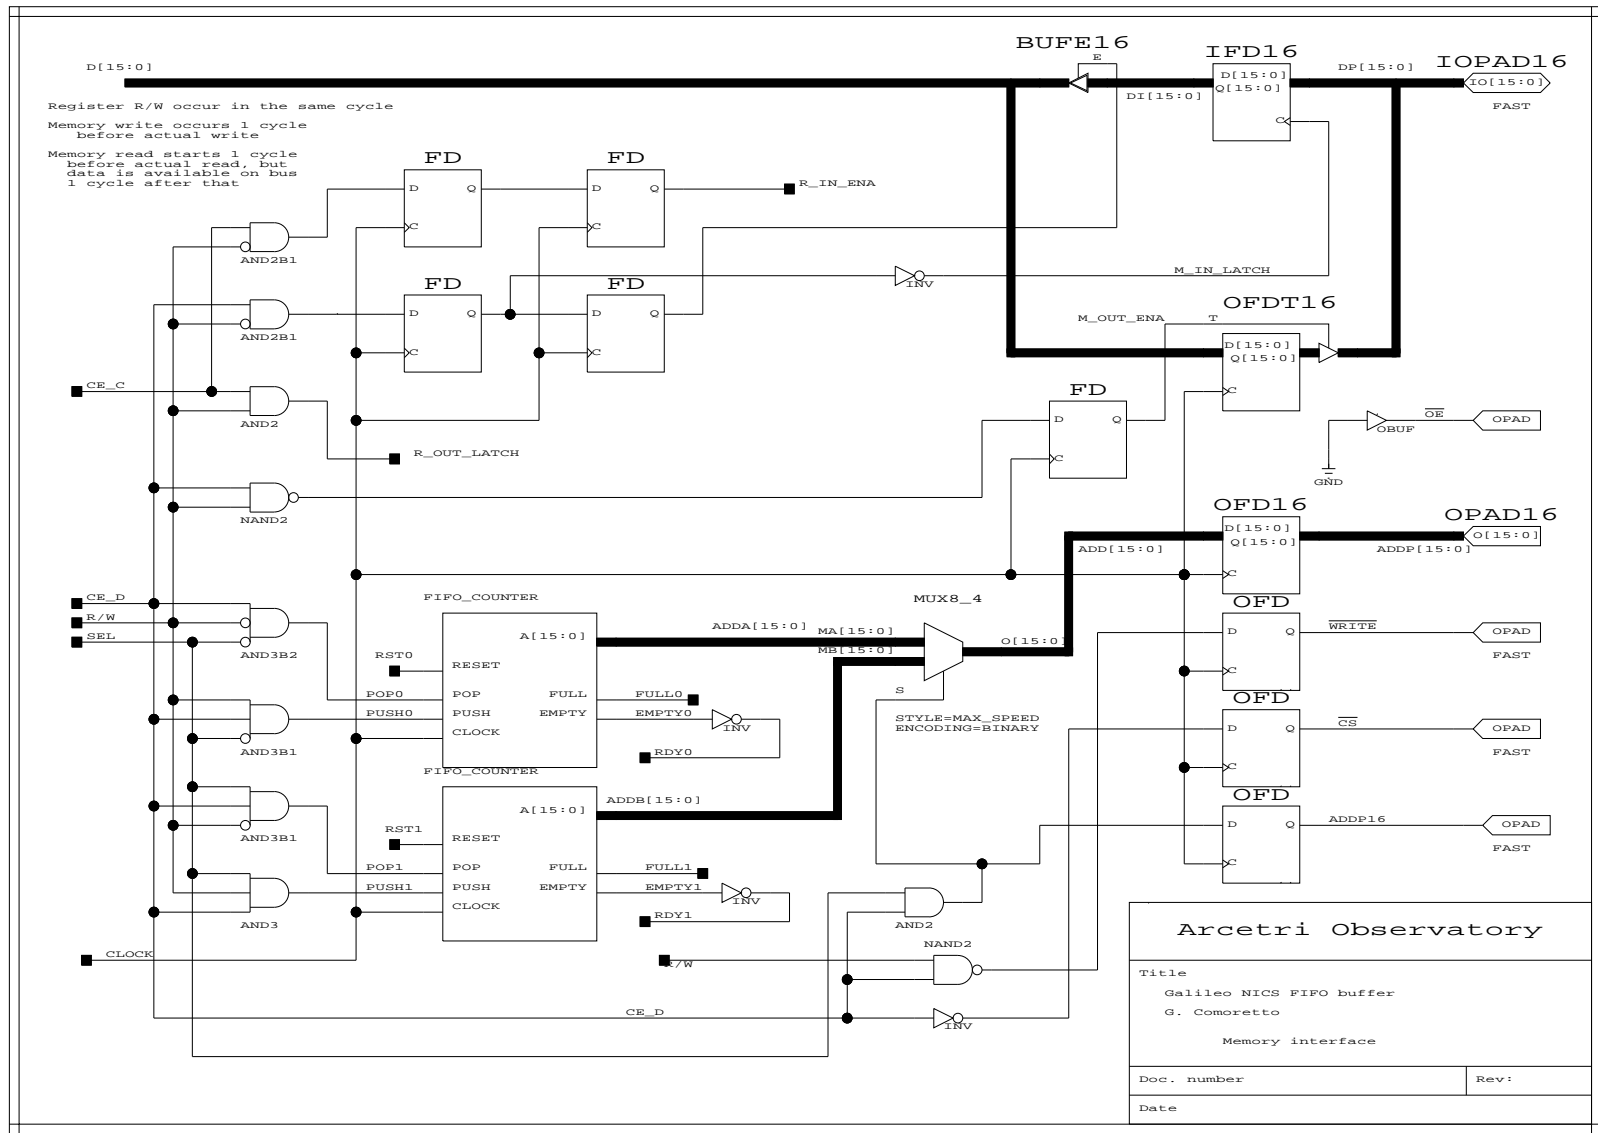 BUFE16
IFD16
IOPAD16
D[15:0]
E
DP[15:0]
D[15:0]
Q[15:0]
IO[15:0]
DI[15:0]
FAST
C
Register R/W occur in the same cycle
Memory write occurs 1 cycle
before actual write
Memory read starts 1 cycle
before actual read, but
data is available on bus
1 cycle after that
FD
FD
D
Q
D
Q
R_IN_ENA
C
C
AND2B1
FD
FD
M_IN_LATCH
INV
OFDT16
D
Q
D
Q
M_OUT_ENA
T
AND2B1
C
C
D[15:0]
Q[15:0]
C
CE_C
FD
AND2
D
Q
OBUF
OE
OPAD
R_OUT_LATCH
C
GND
NAND2
OFD16
OPAD16
D[15:0]
Q[15:0]
O[15:0]
ADD[15:0]
ADDP[15:0]
C
CE_D
R/W
SEL
AND3B2
FIFO_COUNTER
MUX8_4
OFD
A[15:0]
ADDA[15:0]
MA[15:0]
MB[15:0]
O[15:0]
D
Q
WRITE
OPAD
FAST
RST0
RESET
C
POP0
POP
FULL
FULL0
S
OFD
PUSH0
PUSH
EMPTY
EMPTY0
INV
STYLE=MAX_SPEED
ENCODING=BINARY
D
Q
CS
OPAD
FAST
CLOCK
RDY0
AND3B1
C
FIFO_COUNTER
OFD
A[15:0]
ADDB[15:0]
D
Q
ADDP16
OPAD
FAST
RST1
RESET
AND3B1
C
POP1
POP
FULL
FULL1
PUSH1
PUSH
EMPTY
EMPTY1
INV
CLOCK
RDY1
AND3
AND2
CLOCK
R/W
NAND2
CE_D
INV
Arcetri Observatory
Title
Galileo NICS FIFO buffer
G. Comoretto
Memory interface
Doc. number
Rev:
Date